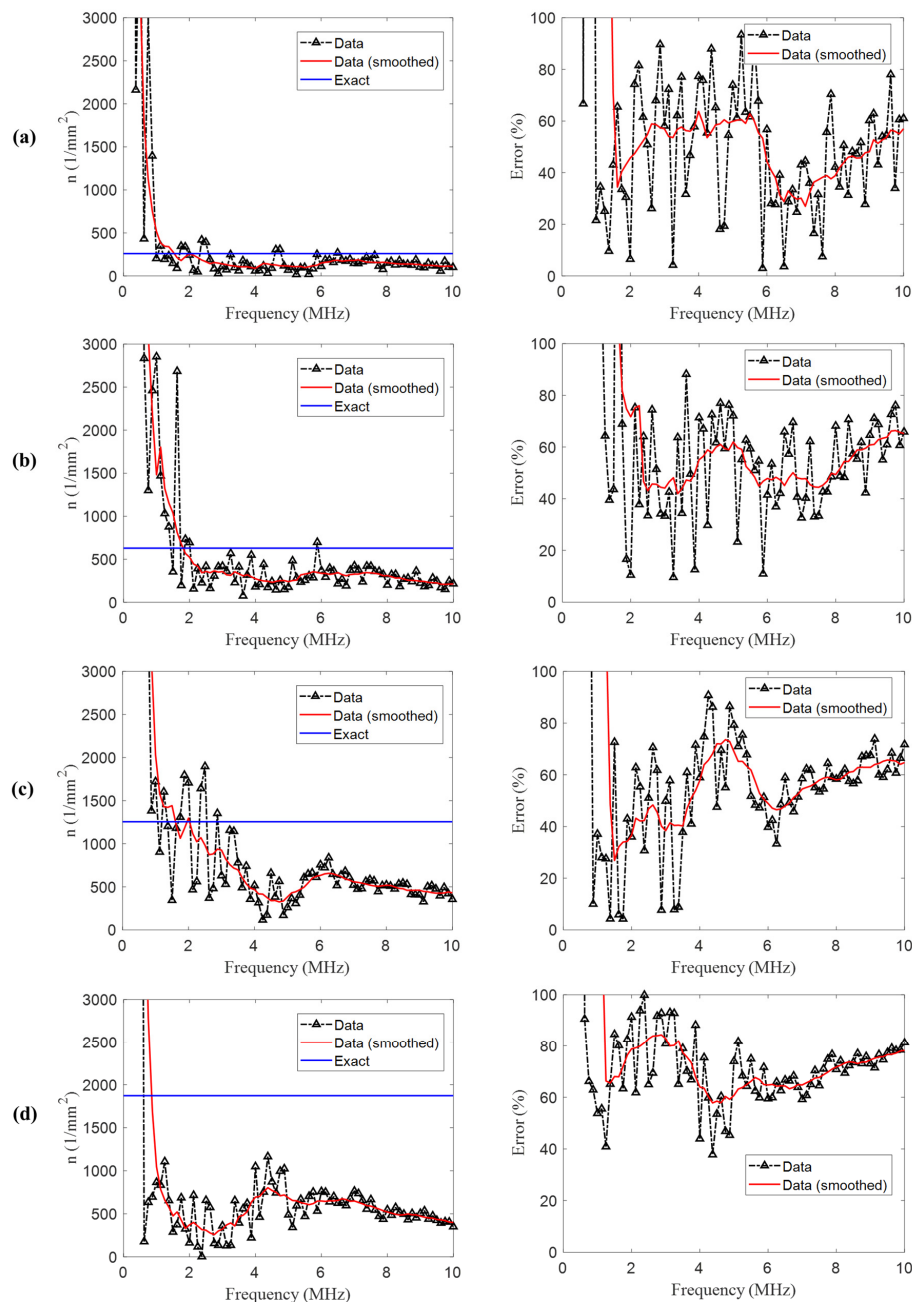 (a)
3000
2500
2000
1500
1000
500
0
n (1/mm²)
0 2 4 6 8 10
Frequency (MHz)
Data
Data (smoothed)
Exact
100
80
60
40
20
0
Error (%)
0 2 4 6 8 10
Frequency (MHz)
Data
Data (smoothed)
(b)
3000
2500
2000
1500
1000
500
0
n (1/mm²)
0 2 4 6 8 10
Frequency (MHz)
Data
Data (smoothed)
Exact
100
80
60
40
20
0
Error (%)
0 2 4 6 8 10
Frequency (MHz)
Data
Data (smoothed)
(c)
3000
2500
2000
1500
1000
500
0
n (1/mm²)
0 2 4 6 8 10
Frequency (MHz)
Data
Data (smoothed)
Exact
100
80
60
40
20
0
Error (%)
0 2 4 6 8 10
Frequency (MHz)
Data
Data (smoothed)
(d)
3000
2500
2000
1500
1000
500
0
n (1/mm²)
0 2 4 6 8 10
Frequency (MHz)
Data
Data (smoothed)
Exact
100
80
60
40
20
0
Error (%)
0 2 4 6 8 10
Frequency (MHz)
Data
Data (smoothed)